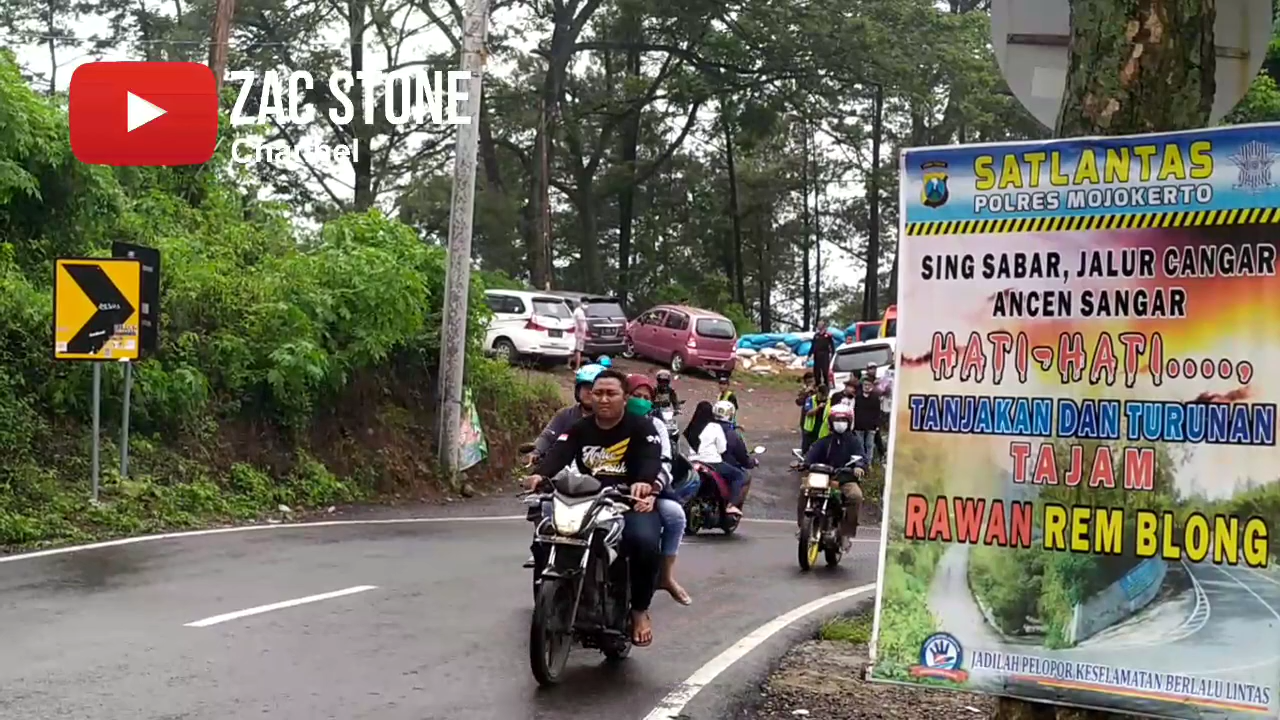 ZAC STONE
Channel
SATLANTAS
POLRES MOJOKERTO
SING SABAR, JALUR CANGAR
ANCEN SANGAR
HATI-HATI.....,
TANJAKAN DAN TURUNAN
TAJAM
RAWAN REM BLONG
JADILAH PELOPOR KESELAMATAN BERLALU LINTAS